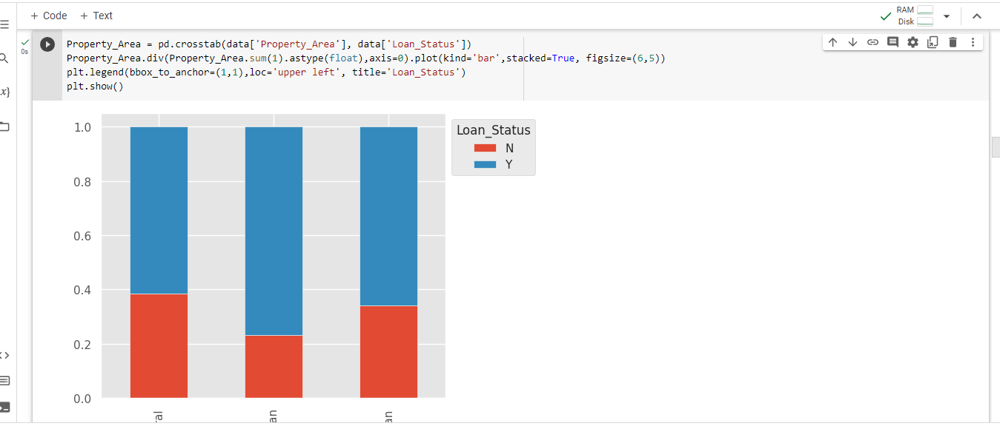 + Code + Text
RAM
Disk
0s
Property_Area = pd.crosstab(data['Property_Area'], data['Loan_Status'])
Property_Area.div(Property_Area.sum(1).astype(float),axis=0).plot(kind='bar',stacked=True, figsize=(6,5))
plt.legend(bbox_to_anchor=(1,1),loc='upper left', title='Loan_Status')
plt.show()
1.0
0.8
0.6
0.4
0.2
0.0
Loan_Status
N
Y
ral
an
an